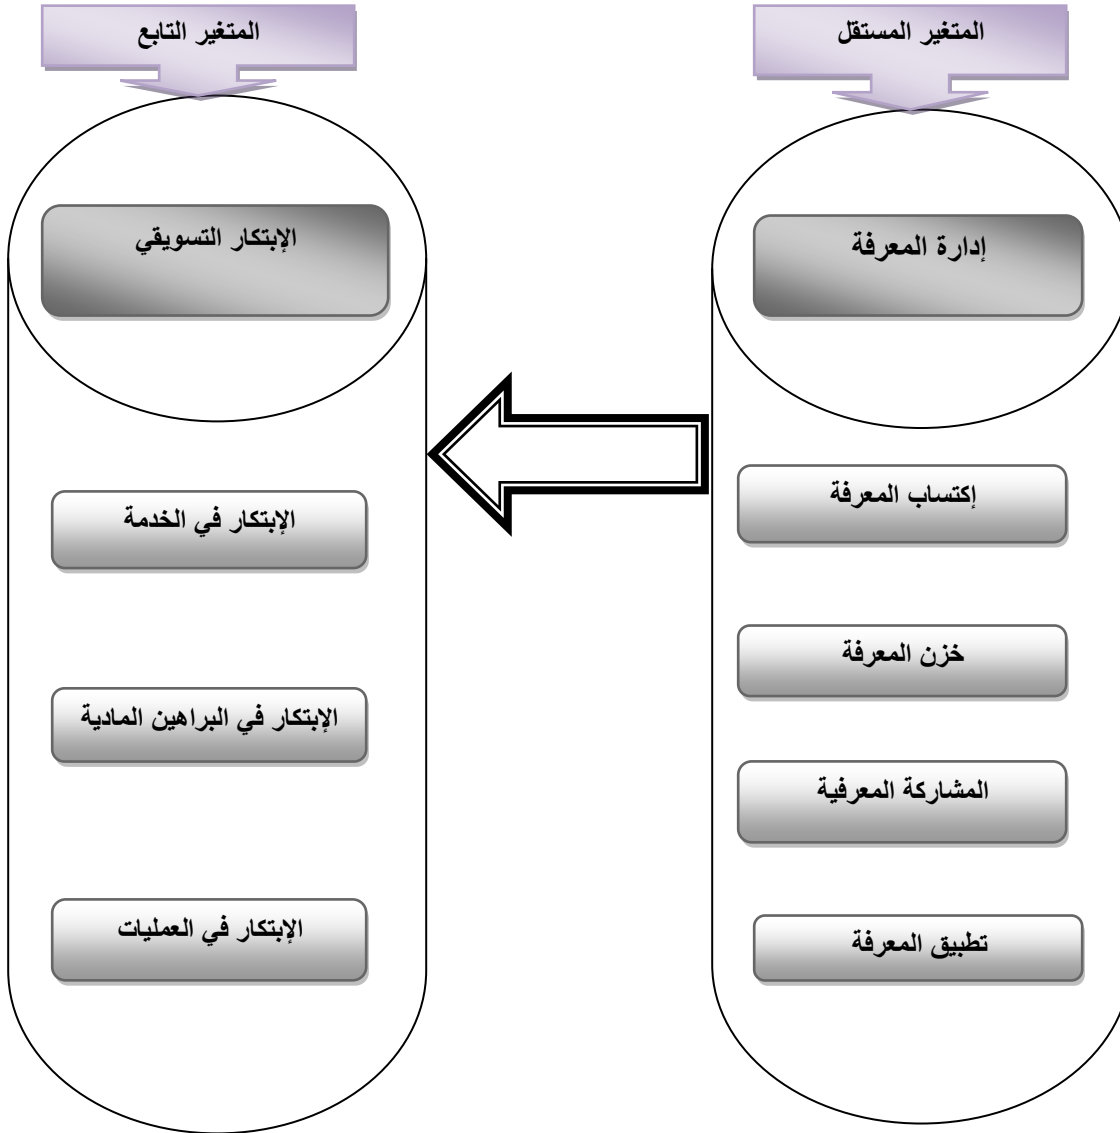 المتغير المستقل
المتغير التابع
إدارة المعرفة
الإبتكار التسويقي
إكتساب المعرفة
الإبتكار في الخدمة
خزن المعرفة
الإبتكار في البراهين المادية
المشاركة المعرفية
الإبتكار في العمليات
تطبيق المعرفة